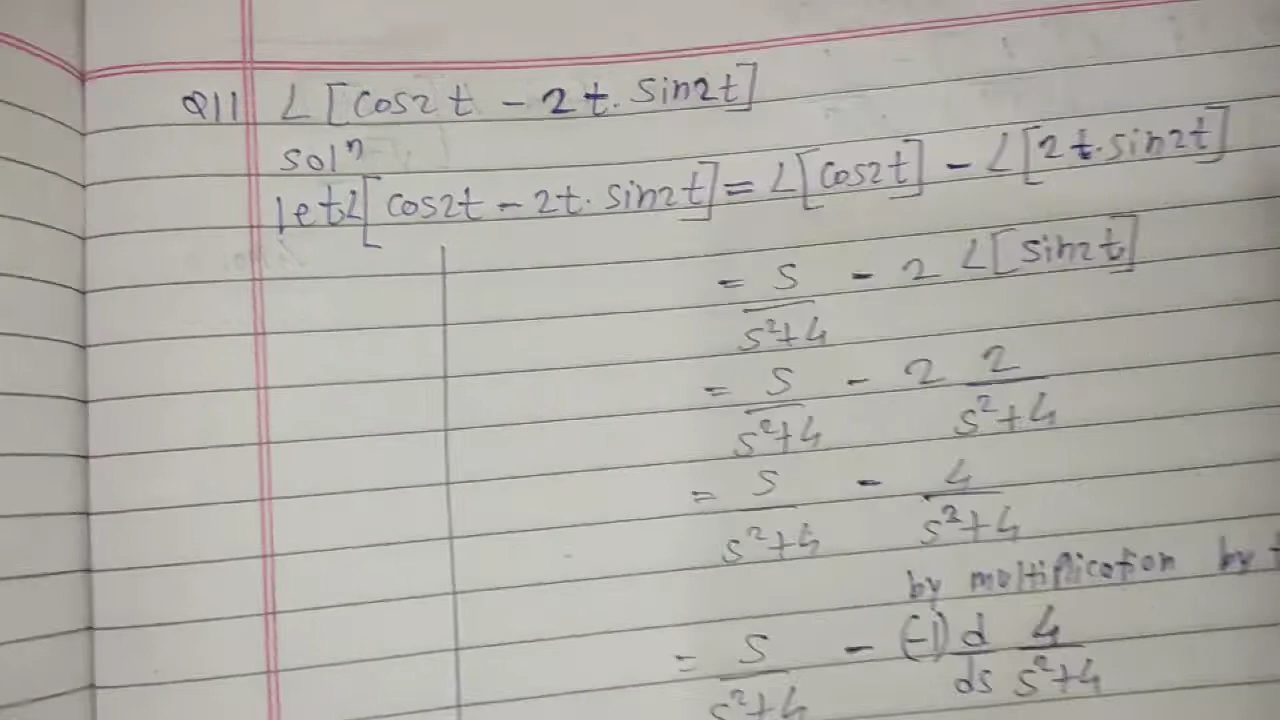 Q11 L[cos2t - 2t. sin2t]
solⁿ
let L[cos2t - 2t. sin2t] = L[cos2t] - L[2t. sin2t]
= s/(s²+4) - 2 L[sin2t]
= s/(s²+4) - 2 2/(s²+4)
= s/(s²+4) - 4/(s²+4)
by moltiplication by t
= s/(s²+4) - (-1) d/ds 4/(s²+4)